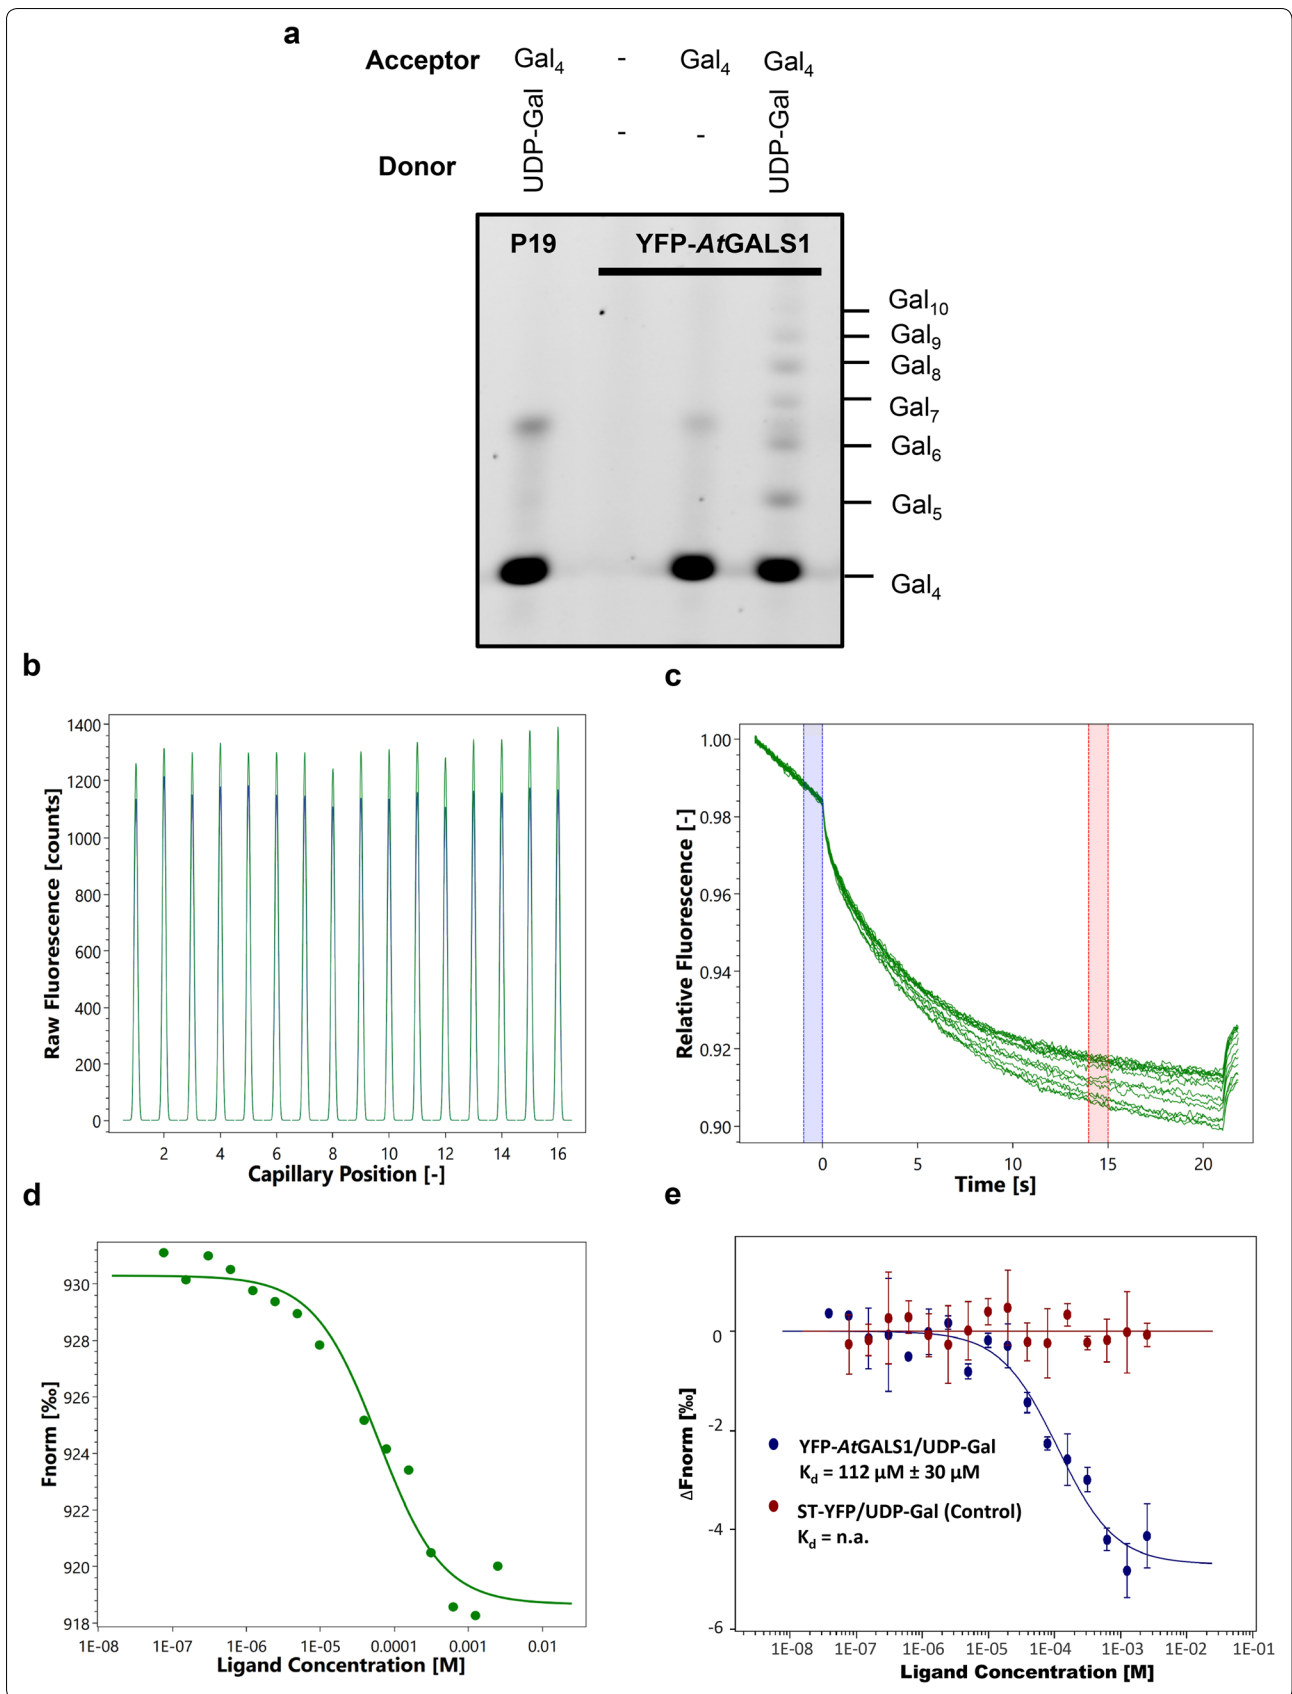 a
Acceptor Gal4 - Gal4 Gal4
Donor UDP-Gal - - UDP-Gal
P19 YFP-AtGALS1
Gal10
Gal9
Gal8
Gal7
Gal6
Gal5
Gal4
b
Raw Fluorescence [counts]
1400
1200
1000
800
600
400
200
0
2 4 6 8 10 12 14 16
Capillary Position [-]
c
Relative Fluorescence [-]
1.00
0.98
0.96
0.94
0.92
0.90
0 5 10 15 20
Time [s]
d
Fnorm [‰]
930
928
926
924
922
920
918
1E-08 1E-07 1E-06 1E-05 0.0001 0.001 0.01
Ligand Concentration [M]
e
ΔFnorm [‰]
0
-2
-4
-6
YFP-AtGALS1/UDP-Gal
Kd = 112 µM ± 30 µM
ST-YFP/UDP-Gal (Control)
Kd = n.a.
1E-08 1E-07 1E-06 1E-05 1E-04 1E-03 1E-02 1E-01
Ligand Concentration [M]